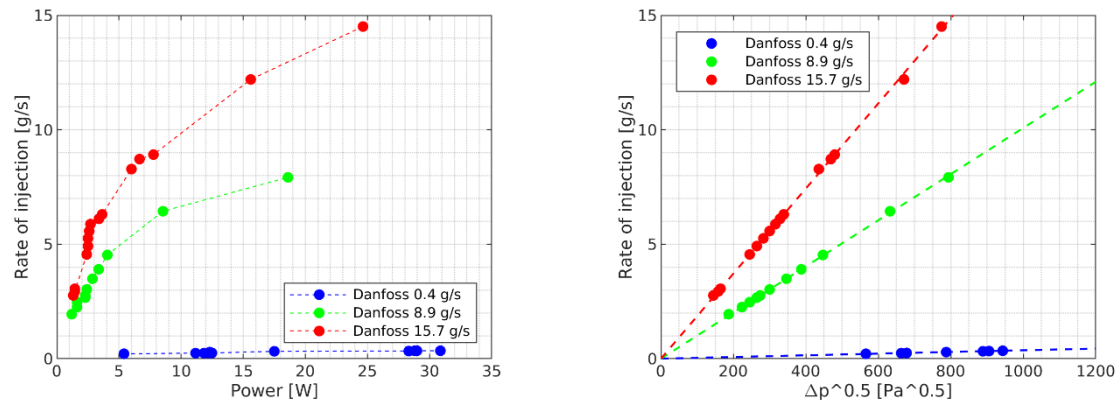 15
10
5
0
Rate of injection [g/s]
Danfoss 0.4 g/s
Danfoss 8.9 g/s
Danfoss 15.7 g/s
0 5 10 15 20 25 30 35
Power [W]
15
10
5
0
Rate of injection [g/s]
Danfoss 0.4 g/s
Danfoss 8.9 g/s
Danfoss 15.7 g/s
0 200 400 600 800 1000 1200
Δp^0.5 [Pa^0.5]